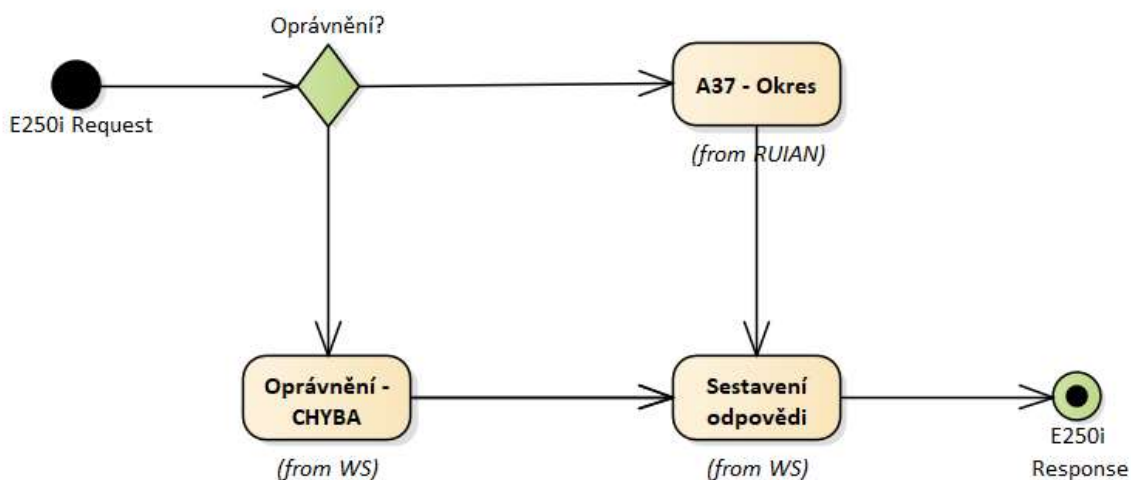 Oprávnění?
E250i Request
A37 - Okres
(from RUIAN)
Oprávnění -
CHYBA
(from WS)
Sestavení
odpovědi
(from WS)
E250i
Response